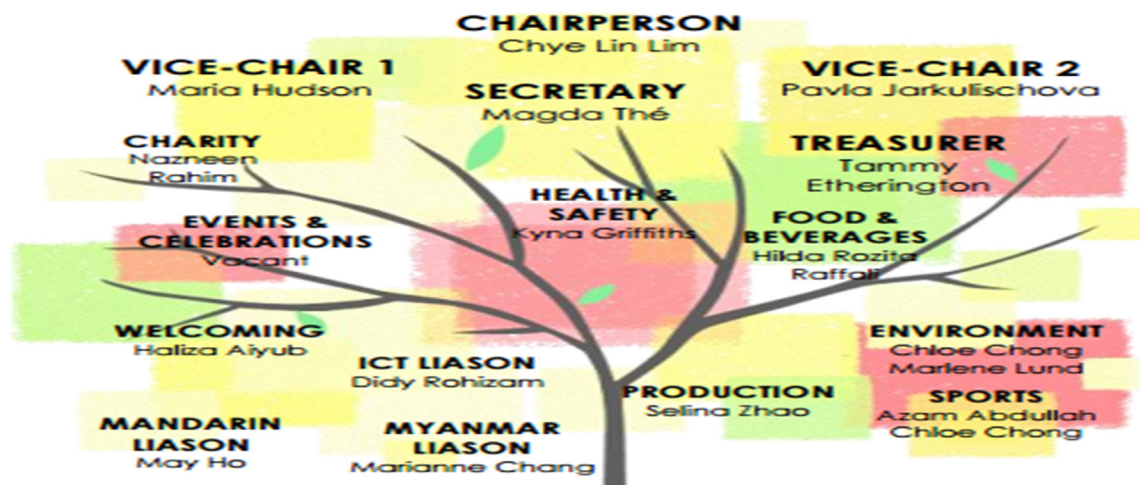 CHAIRPERSON
Chye Lin Lim
VICE-CHAIR 1
Maria Hudson
SECRETARY
Magda Thé
VICE-CHAIR 2
Pavla Jarkulischova
CHARITY
Nazneen
Rahim
TREASURER
Tammy
Etherington
HEALTH &
SAFETY
Kyna Griffiths
EVENTS &
CELEBRATIONS
Vacant
FOOD &
BEVERAGES
Hilda Rozita
Raffali
WELCOMING
Haliza Aiyub
ICT LIASON
Didy Rohizam
ENVIRONMENT
Chloe Chong
Marlene Lund
PRODUCTION
Selina Zhao
SPORTS
Azam Abdullah
Chloe Chong
MANDARIN
LIASON
May Ho
MYANMAR
LIASON
Marianne Chang